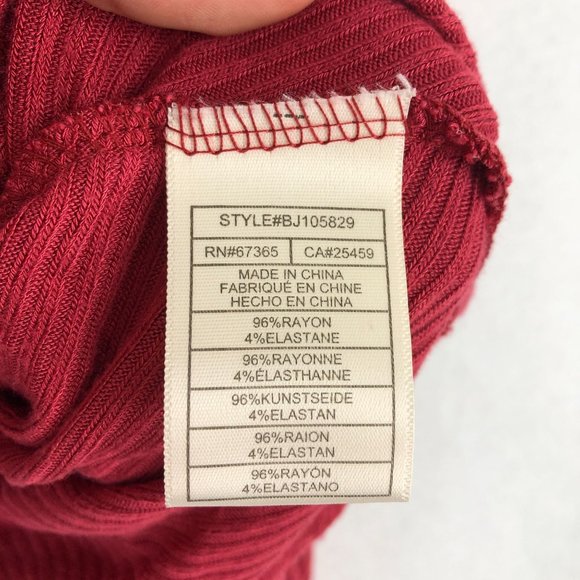 STYLE#BJ105829
RN#67365 CA#25459
MADE IN CHINA
FABRIQUÉ EN CHINE
HECHO EN CHINA
96%RAYON
4%ELASTANE
96%RAYONNE
4%ÉLASTHANNE
96%KUNSTSEIDE
4%ELASTAN
96%RAION
4%ELASTAN
96%RAYÓN
4%ELASTANO